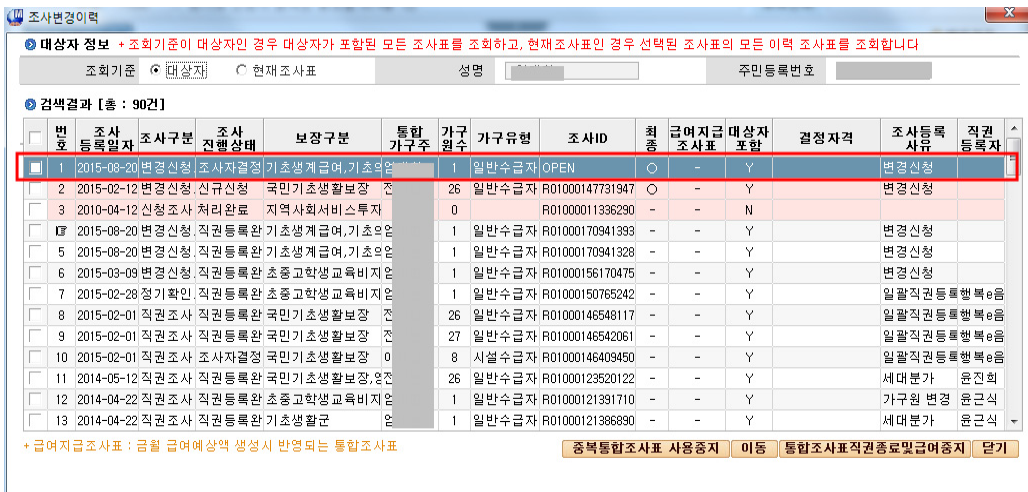 조사변경이력
대상자 정보 + 조회기준이 대상자인 경우 대상자가 포함된 모든 조사표를 조회하고, 현재조사표인 경우 선택된 조사표의 모든 이력 조사표를 조회합니다
조회기준 대상자 현재조사표 성명 주민등록번호
검색결과 [총 : 90건]
번호 조사등록일자 조사구분 조사진행상태 보장구분 통합가구주 가구원수 가구유형 조사ID 최종 급여지급조사표 대상자포함 결정자격 조사등록사유 직권등록자
1 2015-08-20 변경신청 조사자결정 기초생계급여,기초의 1 일반수급자 OPEN ○ - Y 변경신청
2 2015-02-12 변경신청 신규신청 국민기초생활보장 전 26 일반수급자 R01000147731947 ○ - Y 변경신청
3 2010-04-12 신청조사 처리완료 지역사회서비스투자 0 R01000011336290 - - N
☞ 2015-08-20 변경신청 직권등록완 기초생계급여,기초의 엄 1 일반수급자 R01000170941393 - - Y 변경신청
5 2015-08-20 변경신청 직권등록완 기초생계급여,기초의 엄 1 일반수급자 R01000170941328 - - Y 변경신청
6 2015-03-09 변경신청 직권등록완 초중고학생교육비지 엄 1 일반수급자 R01000156170475 - - Y 변경신청
7 2015-02-28 정기확인 직권등록완 초중고학생교육비지 엄 1 일반수급자 R01000150765242 - - Y 일괄직권등록 행복e음
8 2015-02-01 직권조사 직권등록완 국민기초생활보장 전 26 일반수급자 R01000146548117 - - Y 일괄직권등록 행복e음
9 2015-02-01 직권조사 직권등록완 국민기초생활보장 전 27 일반수급자 R01000146542061 - - Y 일괄직권등록 행복e음
10 2015-02-01 직권조사 조사자결정 국민기초생활보장 이 8 시설수급자 R01000146409450 - - Y 일괄직권등록 행복e음
11 2014-05-12 직권조사 직권등록완 국민기초생활보장, 전 26 일반수급자 R01000123520122 - - Y 세대분가 윤진희
12 2014-04-22 직권조사 직권등록완 초중고학생교육비지 엄 1 일반수급자 R01000121391710 - - Y 가구원 변경 윤근식
13 2014-04-22 직권조사 직권등록완 기초생활군 엄 1 일반수급자 R01000121386890 - - Y 세대분가 윤근식
+ 급여지급조사표 : 금월 급여예상액 생성시 반영되는 통합조사표
중복통합조사표 사용중지 이동 통합조사표직권종료및급여중지 닫기